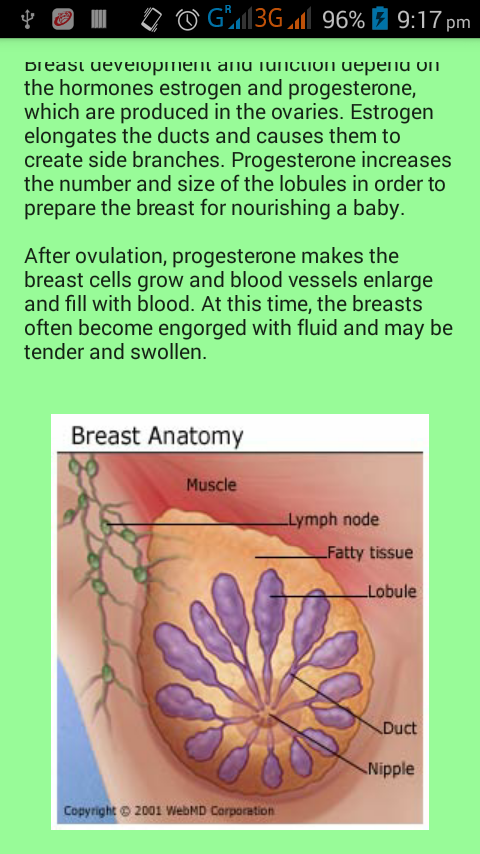 G R 3G 96% 9:17 pm
Breast development and function depend on
the hormones estrogen and progesterone,
which are produced in the ovaries. Estrogen
elongates the ducts and causes them to
create side branches. Progesterone increases
the number and size of the lobules in order to
prepare the breast for nourishing a baby.
After ovulation, progesterone makes the
breast cells grow and blood vessels enlarge
and fill with blood. At this time, the breasts
often become engorged with fluid and may be
tender and swollen.
Breast Anatomy
Muscle
Lymph node
Fatty tissue
Lobule
Duct
Nipple
Copyright © 2001 WebMD Corporation